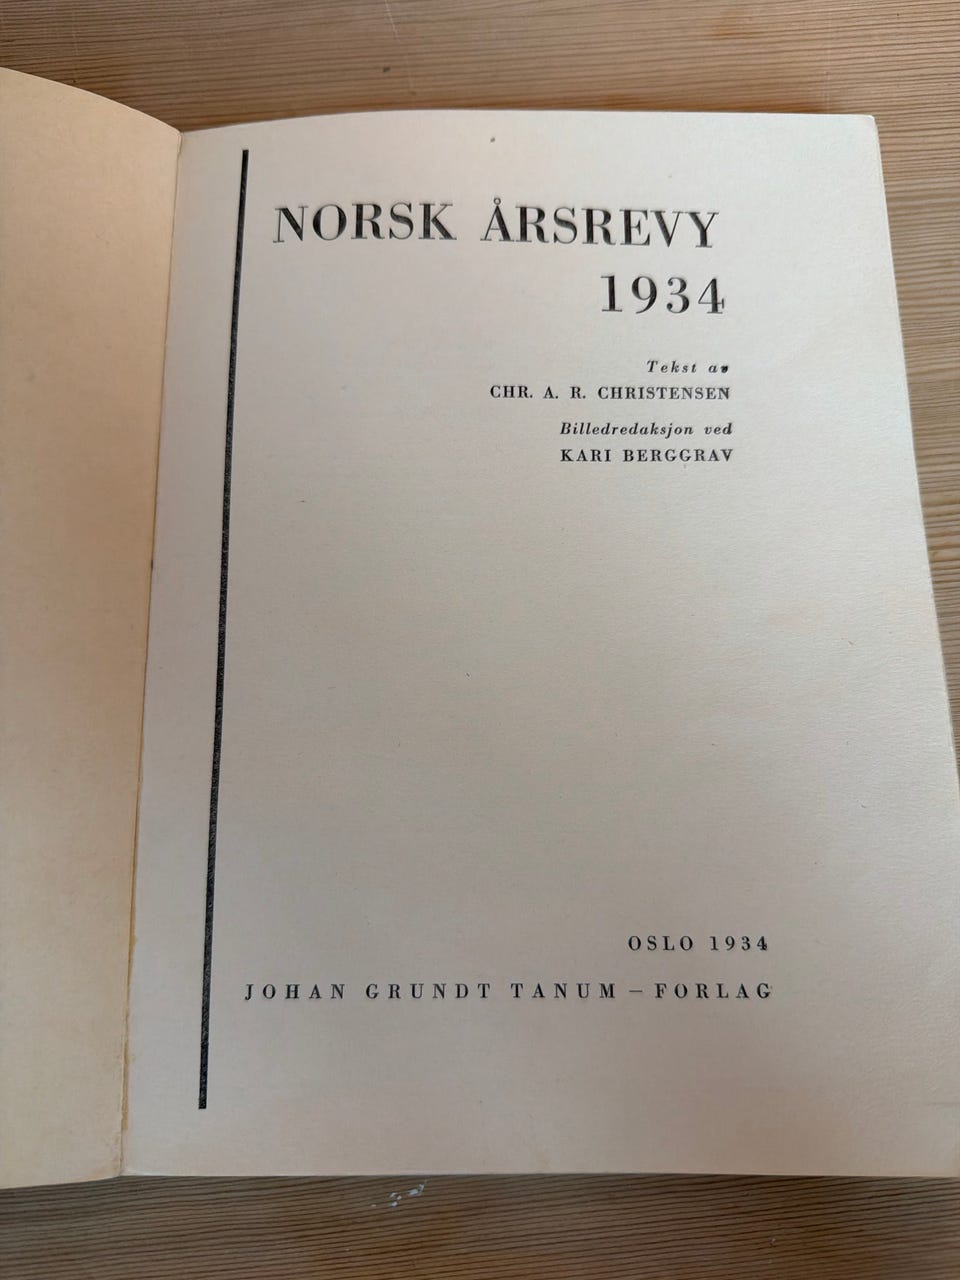 NORSK ÅRSREVY
1934
Tekst av
CHR. A. R. CHRISTENSEN
Billedredaksjon ved
KARI BERGGRAV
OSLO 1934
JOHAN GRUNDT TANUM – FORLAG